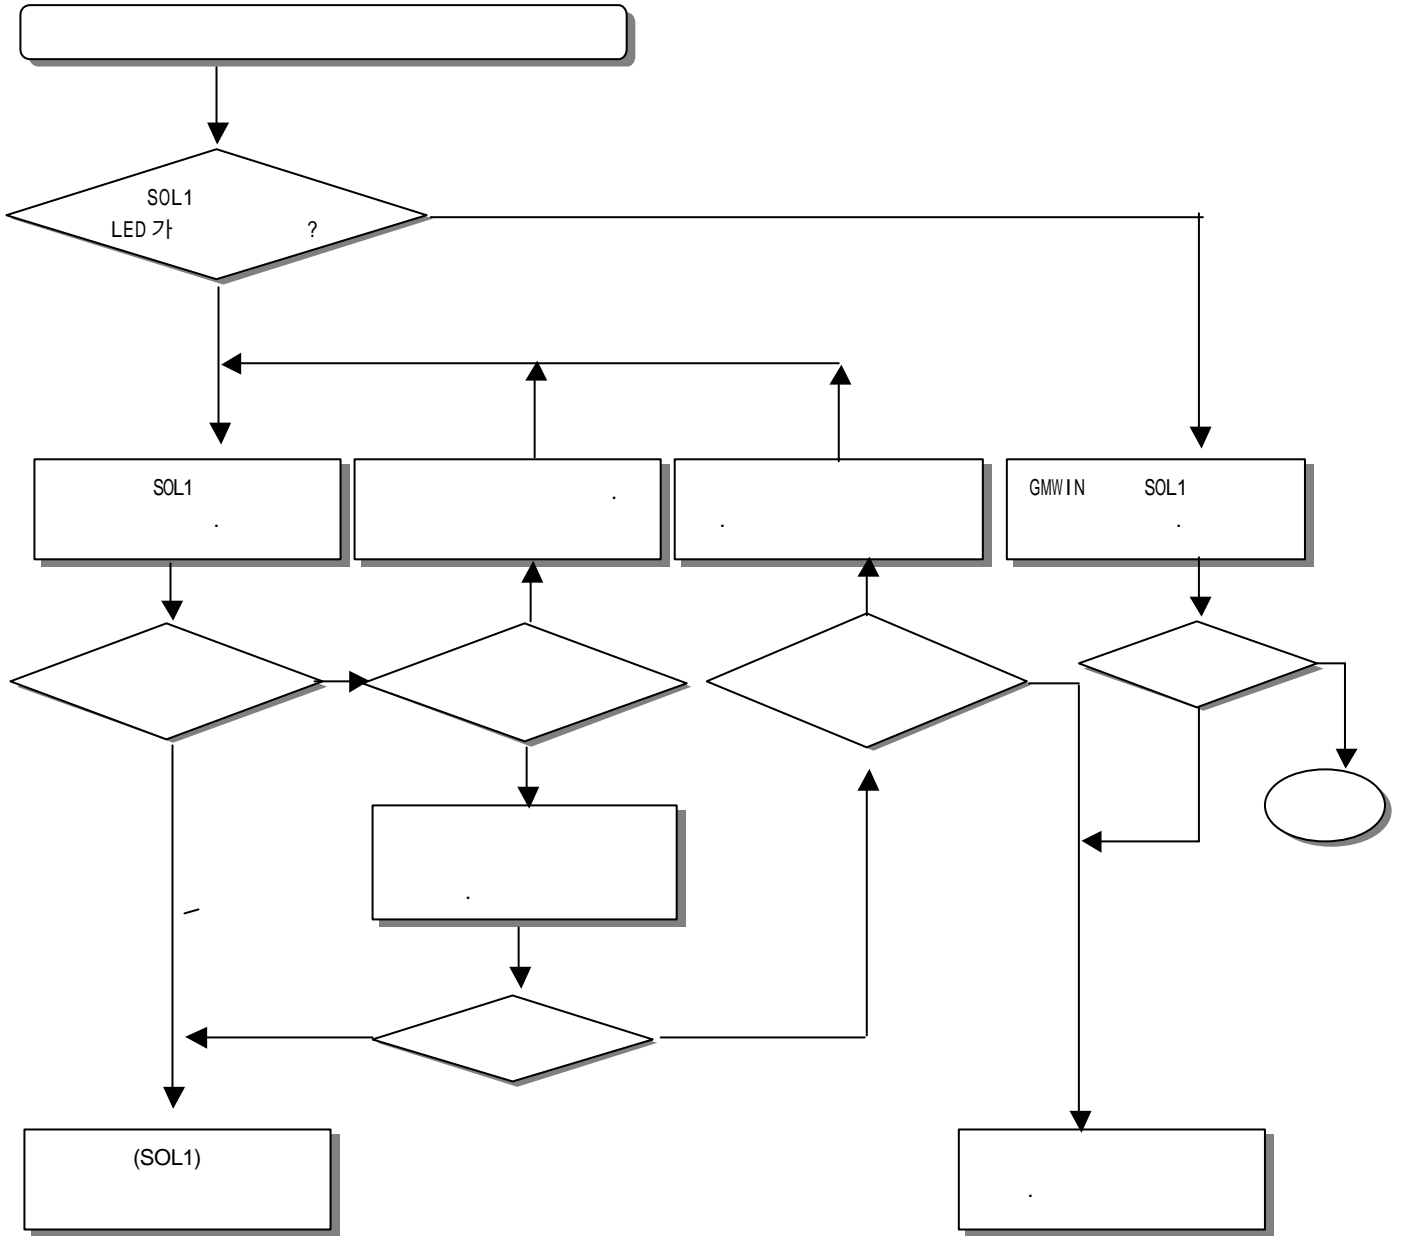 SOL1
LED 가 ?
SOL1
.
.
.
GMWIN SOL1
.
.
(SOL1)
.